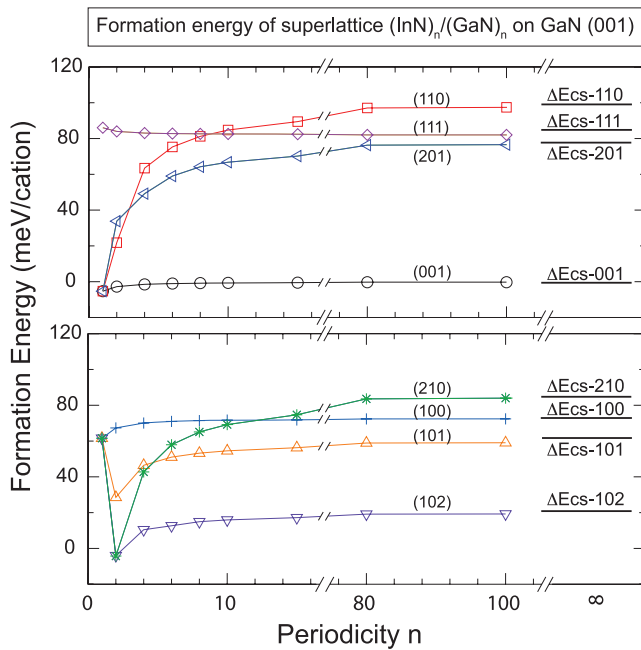 Formation energy of superlattice (InN)n/(GaN)n on GaN (001)
Formation Energy (meV/cation)
120
80
40
0
(110)
(111)
(201)
(001)
ΔEcs-110
ΔEcs-111
ΔEcs-201
ΔEcs-001
120
80
40
0
(210)
(100)
(101)
(102)
ΔEcs-210
ΔEcs-100
ΔEcs-101
ΔEcs-102
0 10 80 100 ∞
Periodicity n